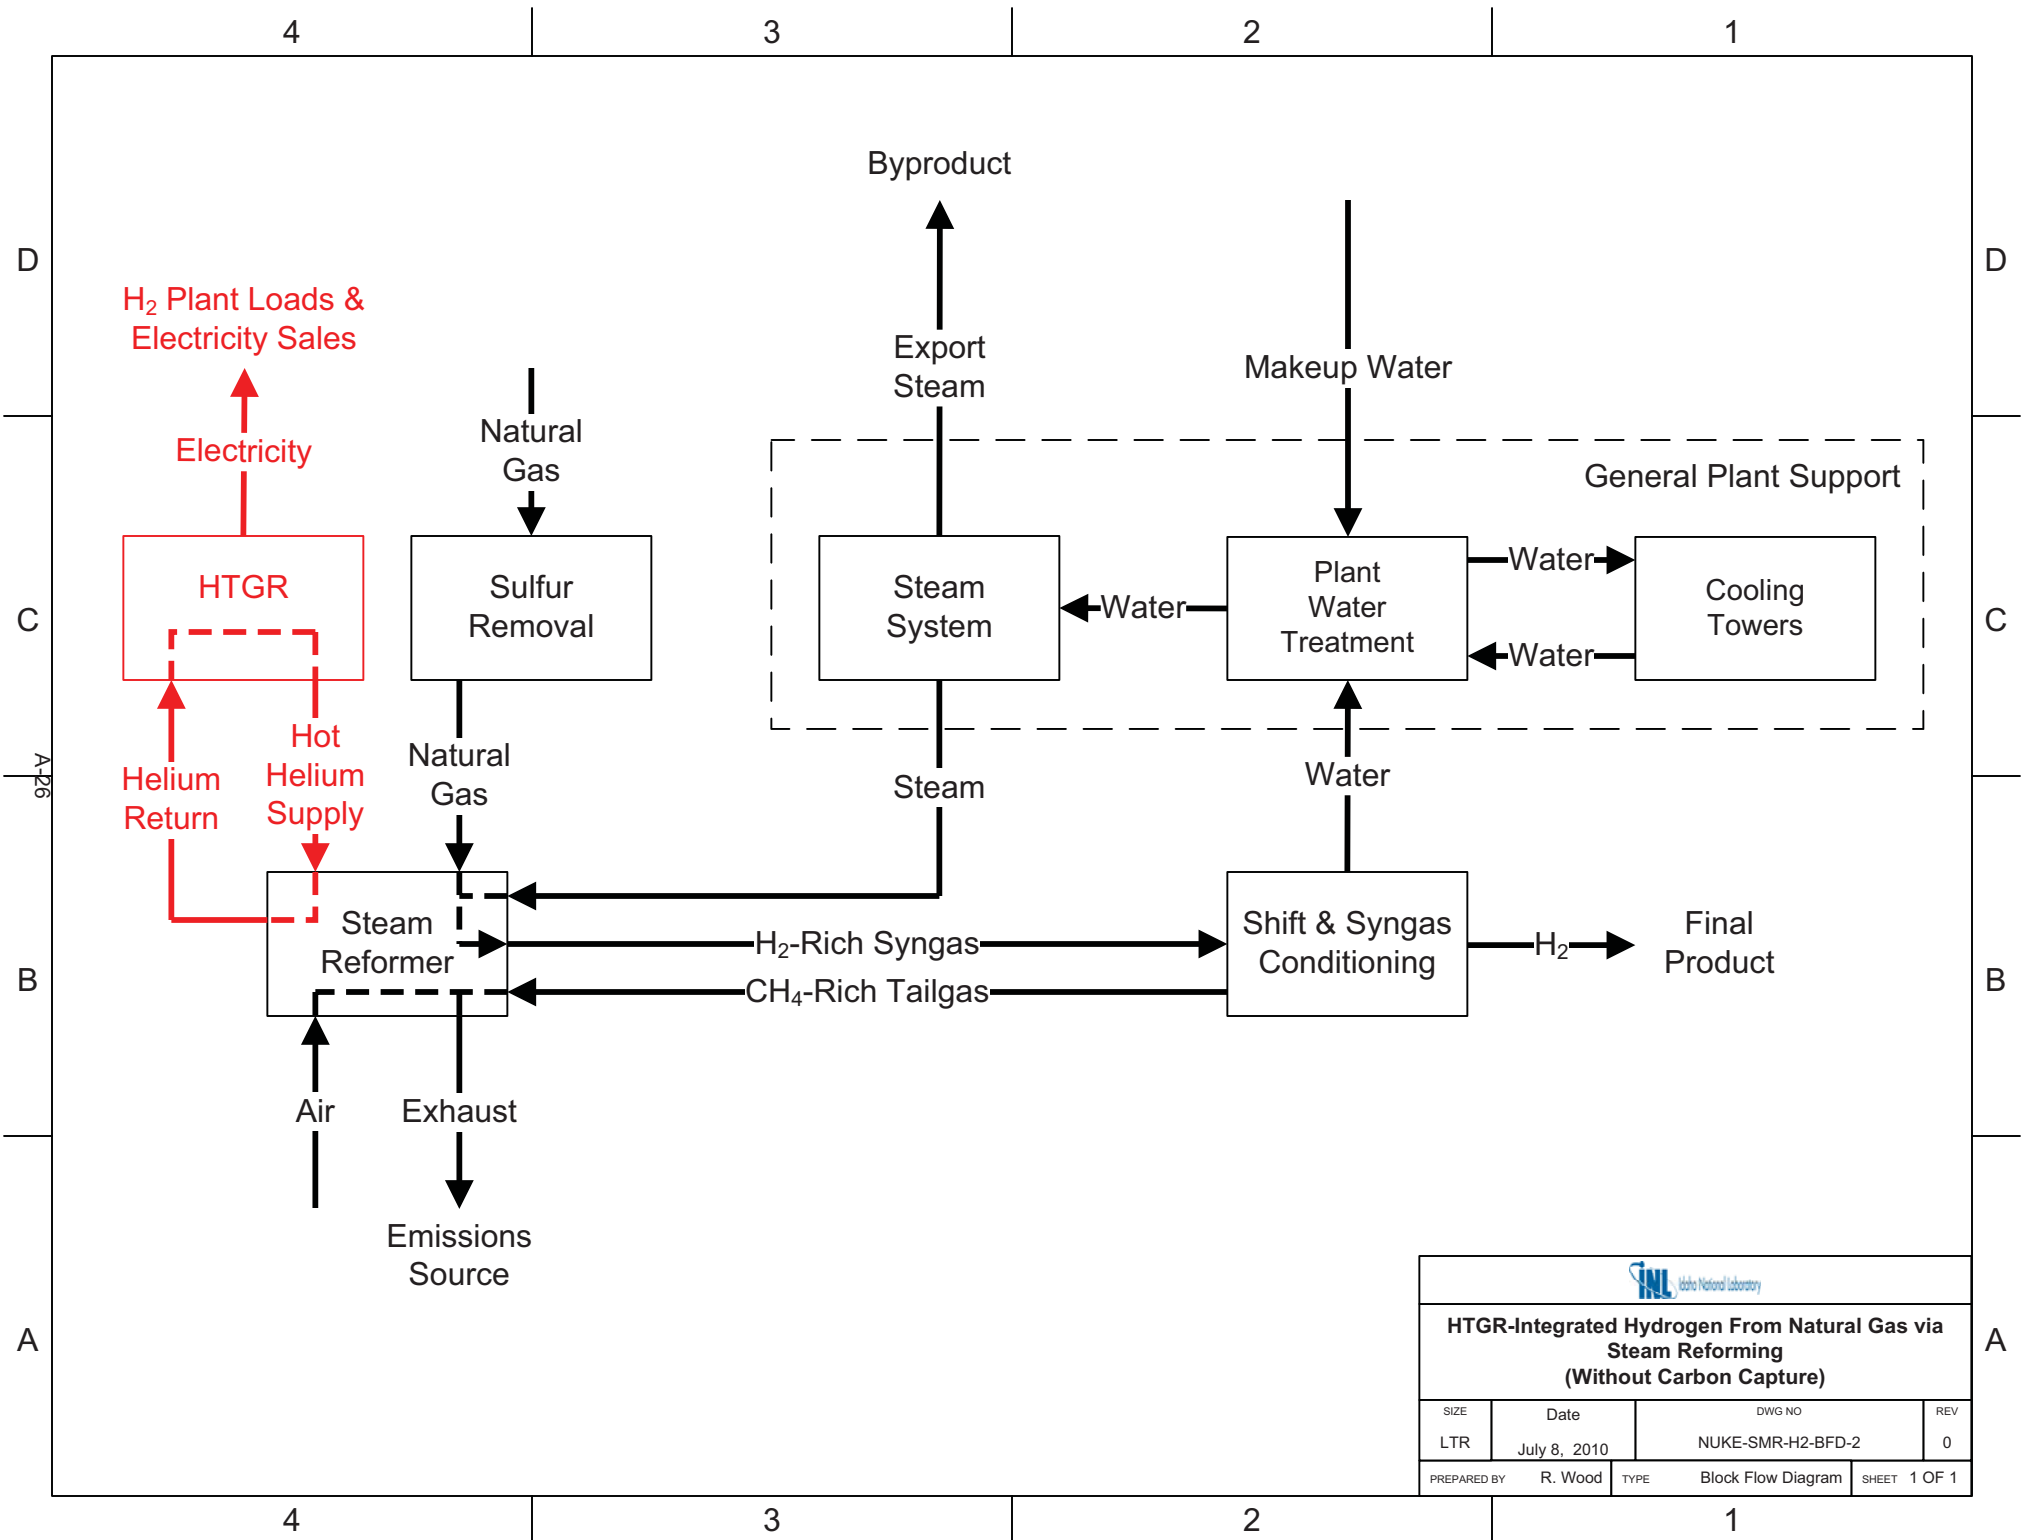 4 3 2 1
Byproduct
D D
H₂ Plant Loads &
Electricity Sales
Export
Steam
Makeup Water
Electricity
Natural
Gas
General Plant Support
HTGR
Sulfur
Removal
Steam
System
Water
Plant
Water
Treatment
Water
Water
Cooling
Towers
C C
Hot
Helium
Supply
Helium
Return
Natural
Gas
Steam
Water
A-26
Steam
Reformer
H₂-Rich Syngas
CH₄-Rich Tailgas
Shift & Syngas
Conditioning
H₂
Final
Product
B B
Air
Exhaust
Emissions
Source
INL Idaho National Laboratory
HTGR-Integrated Hydrogen From Natural Gas via
Steam Reforming
(Without Carbon Capture)
A A
SIZE Date DWG NO REV
LTR July 8, 2010 NUKE-SMR-H2-BFD-2 0
PREPARED BY R. Wood TYPE Block Flow Diagram SHEET 1 OF 1
4 3 2 1